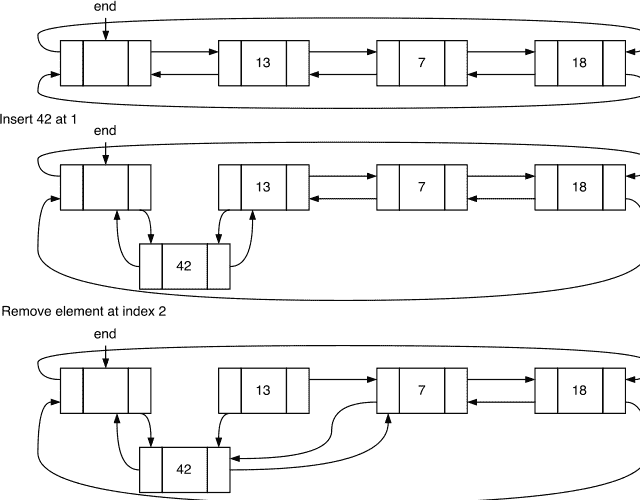 end
13 7 18
Insert 42 at 1
end
13 7 18
42
Remove element at index 2
end
13 7 18
42